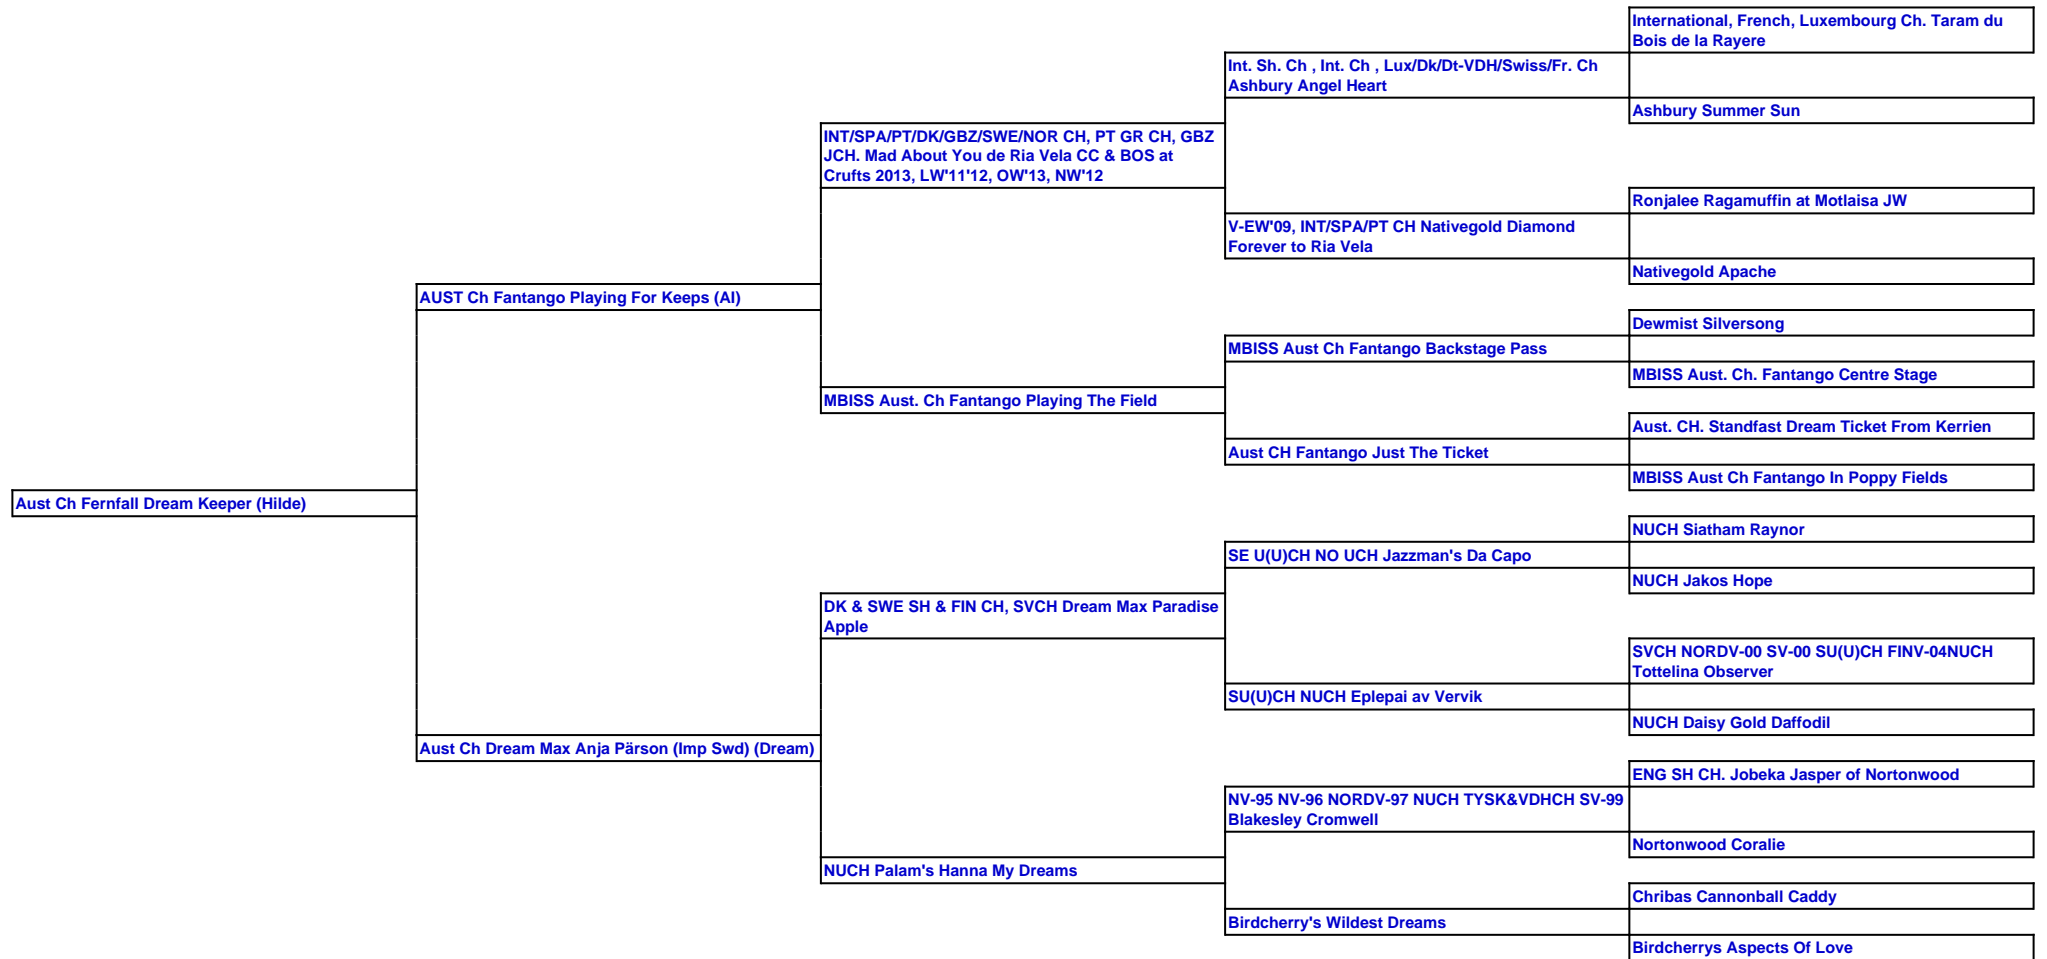 International, French, Luxembourg Ch. Taram du
Bois de la Rayere
Int. Sh. Ch , Int. Ch , Lux/Dk/Dt-VDH/Swiss/Fr. Ch
Ashbury Angel Heart
Ashbury Summer Sun
INT/SPA/PT/DK/GBZ/SWE/NOR CH, PT GR CH, GBZ
JCH. Mad About You de Ria Vela CC & BOS at
Crufts 2013, LW'11'12, OW'13, NW'12
Ronjalee Ragamuffin at Motlaisa JW
V-EW'09, INT/SPA/PT CH Nativegold Diamond
Forever to Ria Vela
Nativegold Apache
AUST Ch Fantango Playing For Keeps (AI)
Dewmist Silversong
MBISS Aust Ch Fantango Backstage Pass
MBISS Aust. Ch. Fantango Centre Stage
MBISS Aust. Ch Fantango Playing The Field
Aust. CH. Standfast Dream Ticket From Kerrien
Aust CH Fantango Just The Ticket
MBISS Aust Ch Fantango In Poppy Fields
Aust Ch Fernfall Dream Keeper (Hilde)
NUCH Siatham Raynor
SE U(U)CH NO UCH Jazzman's Da Capo
NUCH Jakos Hope
DK & SWE SH & FIN CH, SVCH Dream Max Paradise
Apple
SVCH NORDV-00 SV-00 SU(U)CH FINV-04NUCH
Tottelina Observer
SU(U)CH NUCH Eplepai av Vervik
NUCH Daisy Gold Daffodil
Aust Ch Dream Max Anja Pärson (Imp Swd) (Dream)
ENG SH CH. Jobeka Jasper of Nortonwood
NV-95 NV-96 NORDV-97 NUCH TYSK&VDHCH SV-99
Blakesley Cromwell
Nortonwood Coralie
NUCH Palam's Hanna My Dreams
Chribas Cannonball Caddy
Birdcherry's Wildest Dreams
Birdcherrys Aspects Of Love